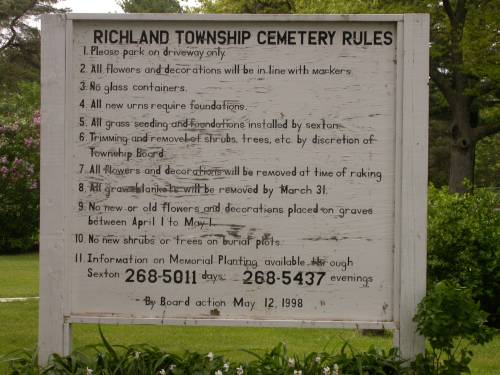 RICHLAND TOWNSHIP CEMETERY RULES
1. Please park on driveway only.
2. All flowers and decorations will be in line with markers.
3. No glass containers.
4. All new urns require foundations.
5. All grass seeding and foundations installed by sexton.
6. Trimming and removal of shrubs, trees, etc. by discretion of
Township Board.
7. All flowers and decorations will be removed at time of raking
8. All grave blankets will be removed by March 31.
9. No new or old flowers and decorations placed on graves
between April 1 to May 1.
10. No new shrubs or trees on burial plots.
11. Information on Memorial Planting available through
Sexton 268-5011 days 268-5437 evenings
By Board action May 12, 1998